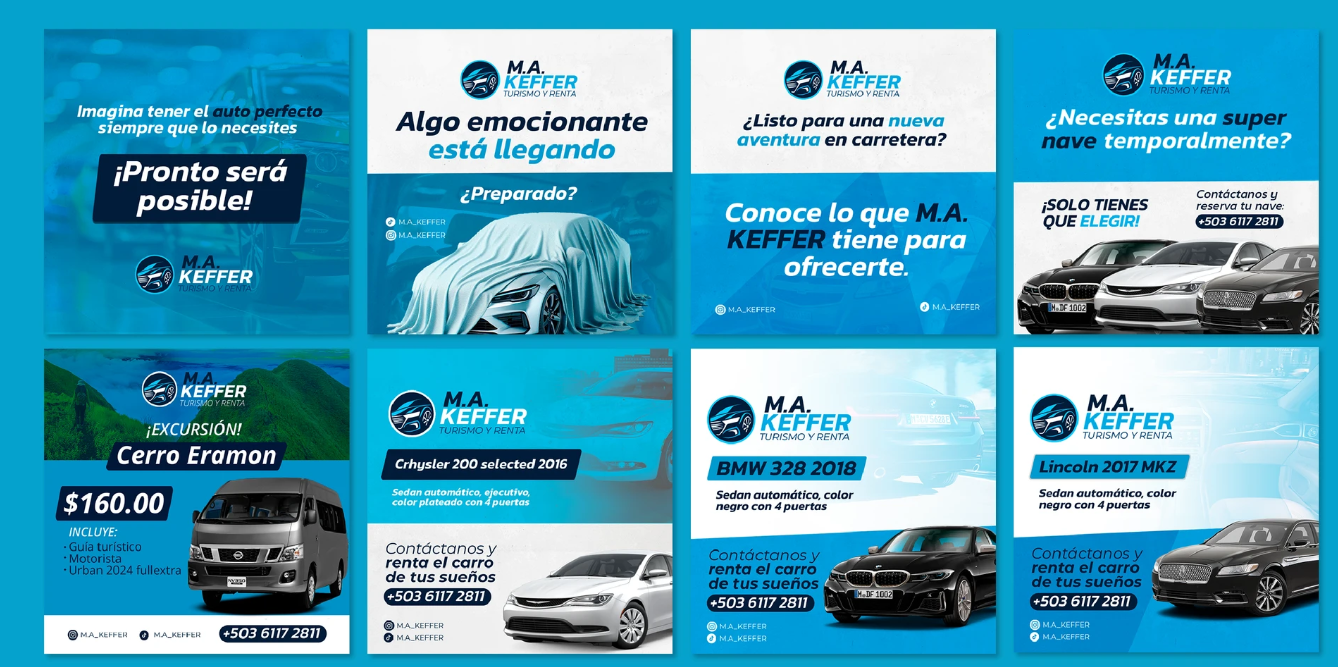 Imagina tener el auto perfecto
siempre que lo necesites
¡Pronto será
posible!
M.A.
KEFFER
TURISMO Y RENTA
M.A.
KEFFER
TURISMO Y RENTA
Algo emocionante
está llegando
¿Preparado?
M.A_KEFFER
M.A_KEFFER
M.A.
KEFFER
TURISMO Y RENTA
¿Listo para una nueva
aventura en carretera?
Conoce lo que M.A.
KEFFER tiene para
ofrecerte.
M.A_KEFFER
M.A_KEFFER
M.A.
KEFFER
TURISMO Y RENTA
¿Necesitas una super
nave temporalmente?
¡SOLO TIENES
QUE ELEGIR!
Contáctanos y
reserva tu nave:
+503 6117 2811
M DF 1002
M.A.
KEFFER
TURISMO Y RENTA
¡EXCURSIÓN!
Cerro Eramon
$160.00
INCLUYE:
· Guía turístico
· Motorista
· Urban 2024 fullextra
M.A_KEFFER
M.A_KEFFER
+503 6117 2811
M.A.
KEFFER
TURISMO Y RENTA
Crhysler 200 selected 2016
Sedan automático, ejecutivo,
color plateado con 4 puertas
Contáctanos y
renta el carro
de tus sueños
+503 6117 2811
M.A_KEFFER
M.A_KEFFER
M.A.
KEFFER
TURISMO Y RENTA
BMW 328 2018
Sedan automático, color
negro con 4 puertas
Contáctanos y
renta el carro
de tus sueños
+503 6117 2811
M.A_KEFFER
M.A_KEFFER
M DF 1002
M.A.
KEFFER
TURISMO Y RENTA
Lincoln 2017 MKZ
Sedan automático, color
negro con 4 puertas
Contáctanos y
renta el carro
de tus sueños
+503 6117 2811
M.A_KEFFER
M.A_KEFFER